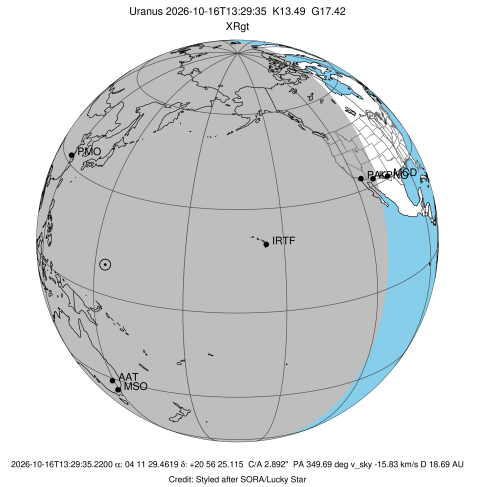 Uranus 2026-10-16T13:29:35 K13.49 G17.42
XRgt
PMO
IRTF
AAT
MSO
2026-10-16T13:29:35.2200 α: 04 11 29.4619 δ: +20 56 25.115 C/A 2.892" PA 349.69 deg v_sky -15.83 km/s D 18.69 AU
Credit: Styled after SORA/Lucky Star